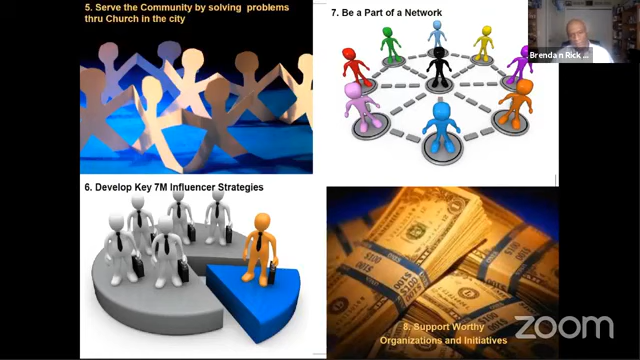 5. Serve the Community by solving problems
thru Church in the city
7. Be a Part of a Network
Brendan Rick ...
6. Develop Key 7M Influencer Strategies
8. Support Worthy
Organizations and Initiatives
zoom